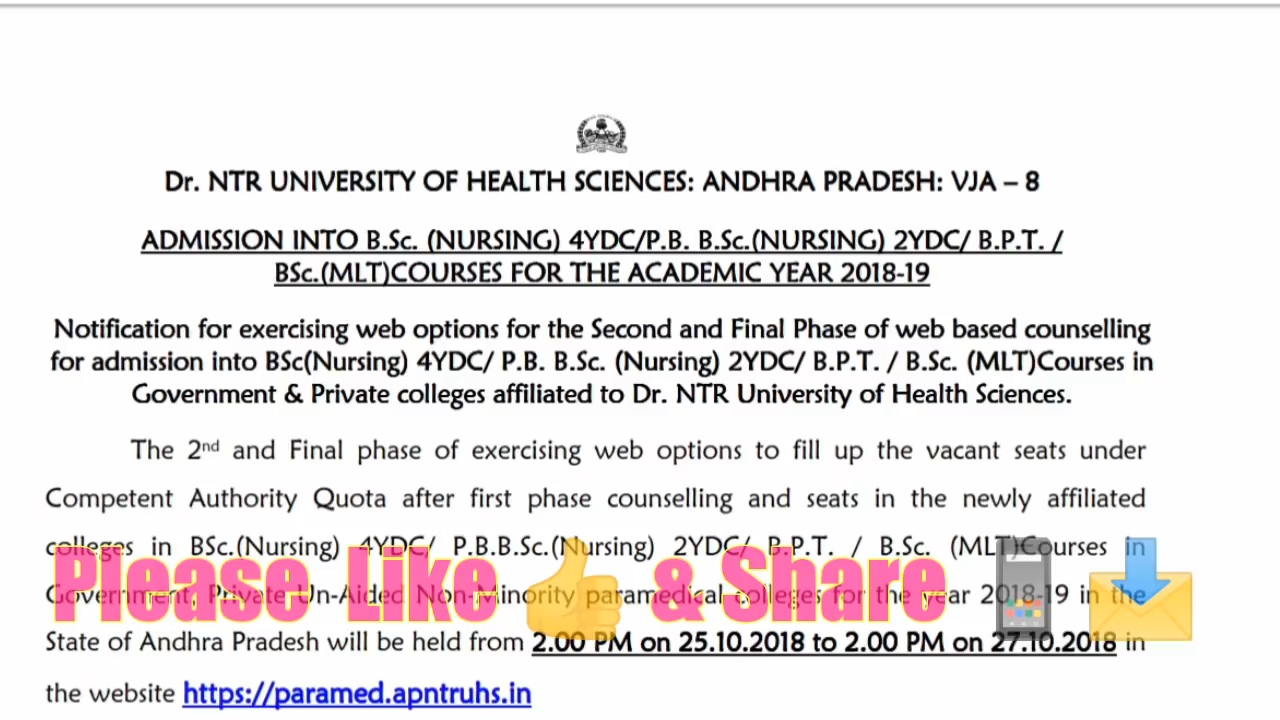 Dr. NTR UNIVERSITY OF HEALTH SCIENCES: ANDHRA PRADESH: VJA – 8
ADMISSION INTO B.Sc. (NURSING) 4YDC/P.B. B.Sc.(NURSING) 2YDC/ B.P.T. /
BSc.(MLT)COURSES FOR THE ACADEMIC YEAR 2018-19
Notification for exercising web options for the Second and Final Phase of web based counselling
for admission into BSc(Nursing) 4YDC/ P.B. B.Sc. (Nursing) 2YDC/ B.P.T. / B.Sc. (MLT)Courses in
Government & Private colleges affiliated to Dr. NTR University of Health Sciences.
The 2nd and Final phase of exercising web options to fill up the vacant seats under
Competent Authority Quota after first phase counselling and seats in the newly affiliated
colleges in BSc.(Nursing) 4YDC/ P.B.B.Sc.(Nursing) 2YDC/ B.P.T. / B.Sc. (MLT)Courses in
Please Like & Share
Government, Private Un-Aided Non-Minority paramedical colleges for the year 2018-19 in the
State of Andhra Pradesh will be held from 2.00 PM on 25.10.2018 to 2.00 PM on 27.10.2018 in
the website https://paramed.apntruhs.in